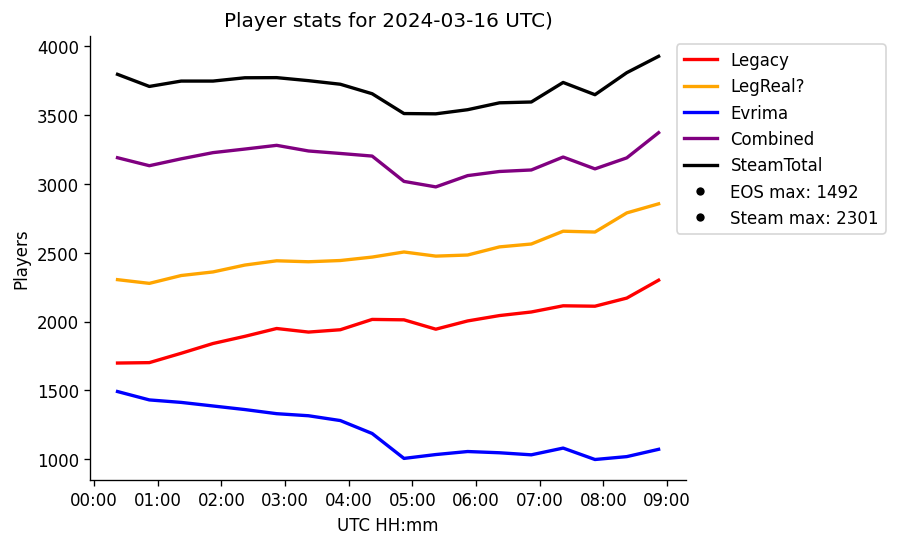 Player stats for 2024-03-16 UTC)
4000
3500
3000
2500
2000
1500
1000
Players
00:00 01:00 02:00 03:00 04:00 05:00 06:00 07:00 08:00 09:00
UTC HH:mm
Legacy
LegReal?
Evrima
Combined
SteamTotal
EOS max: 1492
Steam max: 2301